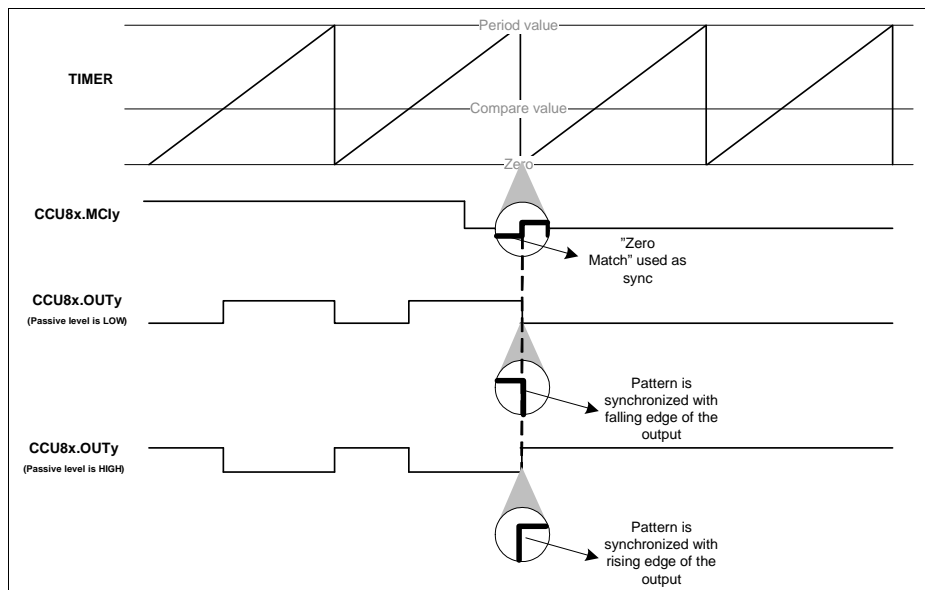 Period value
TIMER
Compare value
Zero
CCU8x.MCIy
"Zero
Match" used as
sync
CCU8x.OUTy
(Passive level is LOW)
Pattern is
synchronized with
falling edge of the
output
CCU8x.OUTy
(Passive level is HIGH)
Pattern is
synchronized with
rising edge of the
output